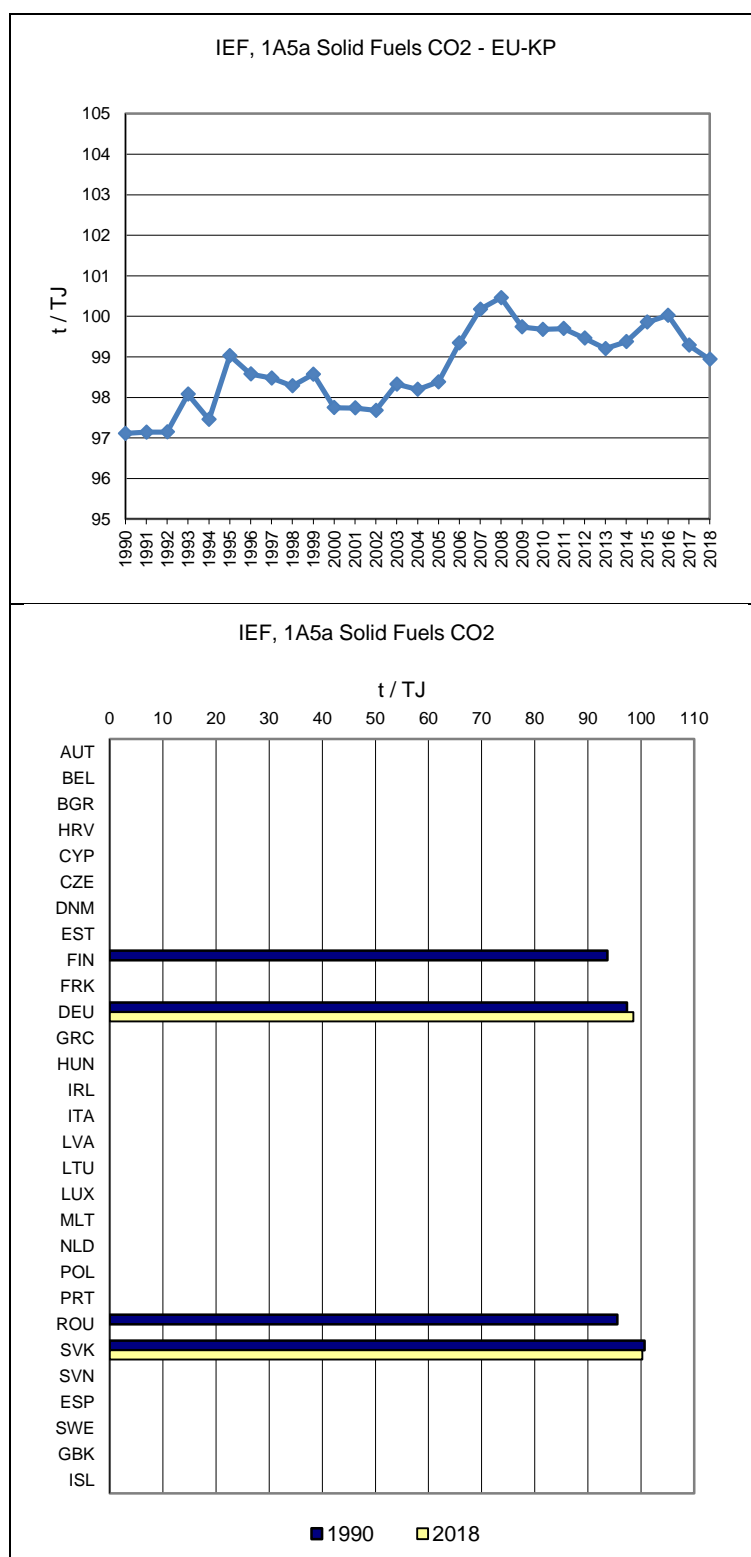 IEF, 1A5a Solid Fuels CO2 - EU-KP
t / TJ
105
104
103
102
101
100
99
98
97
96
95
1990 1991 1992 1993 1994 1995 1996 1997 1998 1999 2000 2001 2002 2003 2004 2005 2006 2007 2008 2009 2010 2011 2012 2013 2014 2015 2016 2017 2018
IEF, 1A5a Solid Fuels CO2
t / TJ
0 10 20 30 40 50 60 70 80 90 100 110
AUT
BEL
BGR
HRV
CYP
CZE
DNM
EST
FIN
FRK
DEU
GRC
HUN
IRL
ITA
LVA
LTU
LUX
MLT
NLD
POL
PRT
ROU
SVK
SVN
ESP
SWE
GBK
ISL
1990 2018